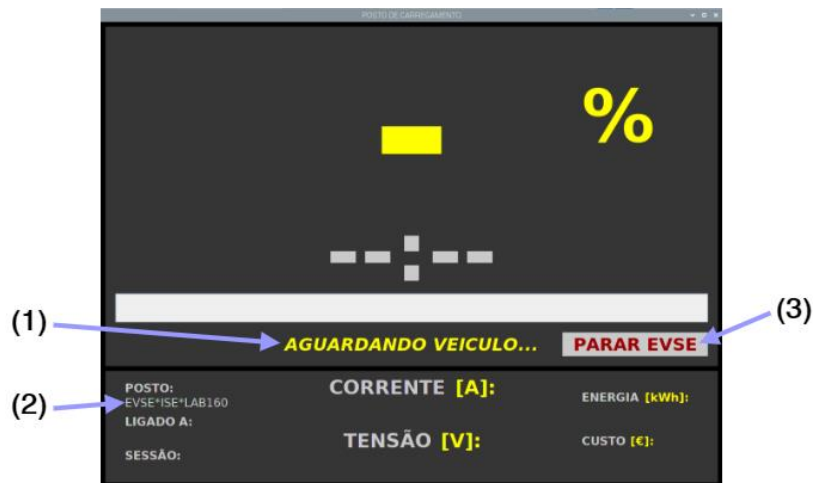 POSTO DE CARREGAMENTO
%
--:--
(1)
AGUARDANDO VEICULO...
PARAR EVSE
(3)
(2)
POSTO:
EVSE*ISE*LAB160
LIGADO A:
SESSÃO:
CORRENTE [A]:
TENSÃO [V]:
ENERGIA [kWh]:
CUSTO [€]: